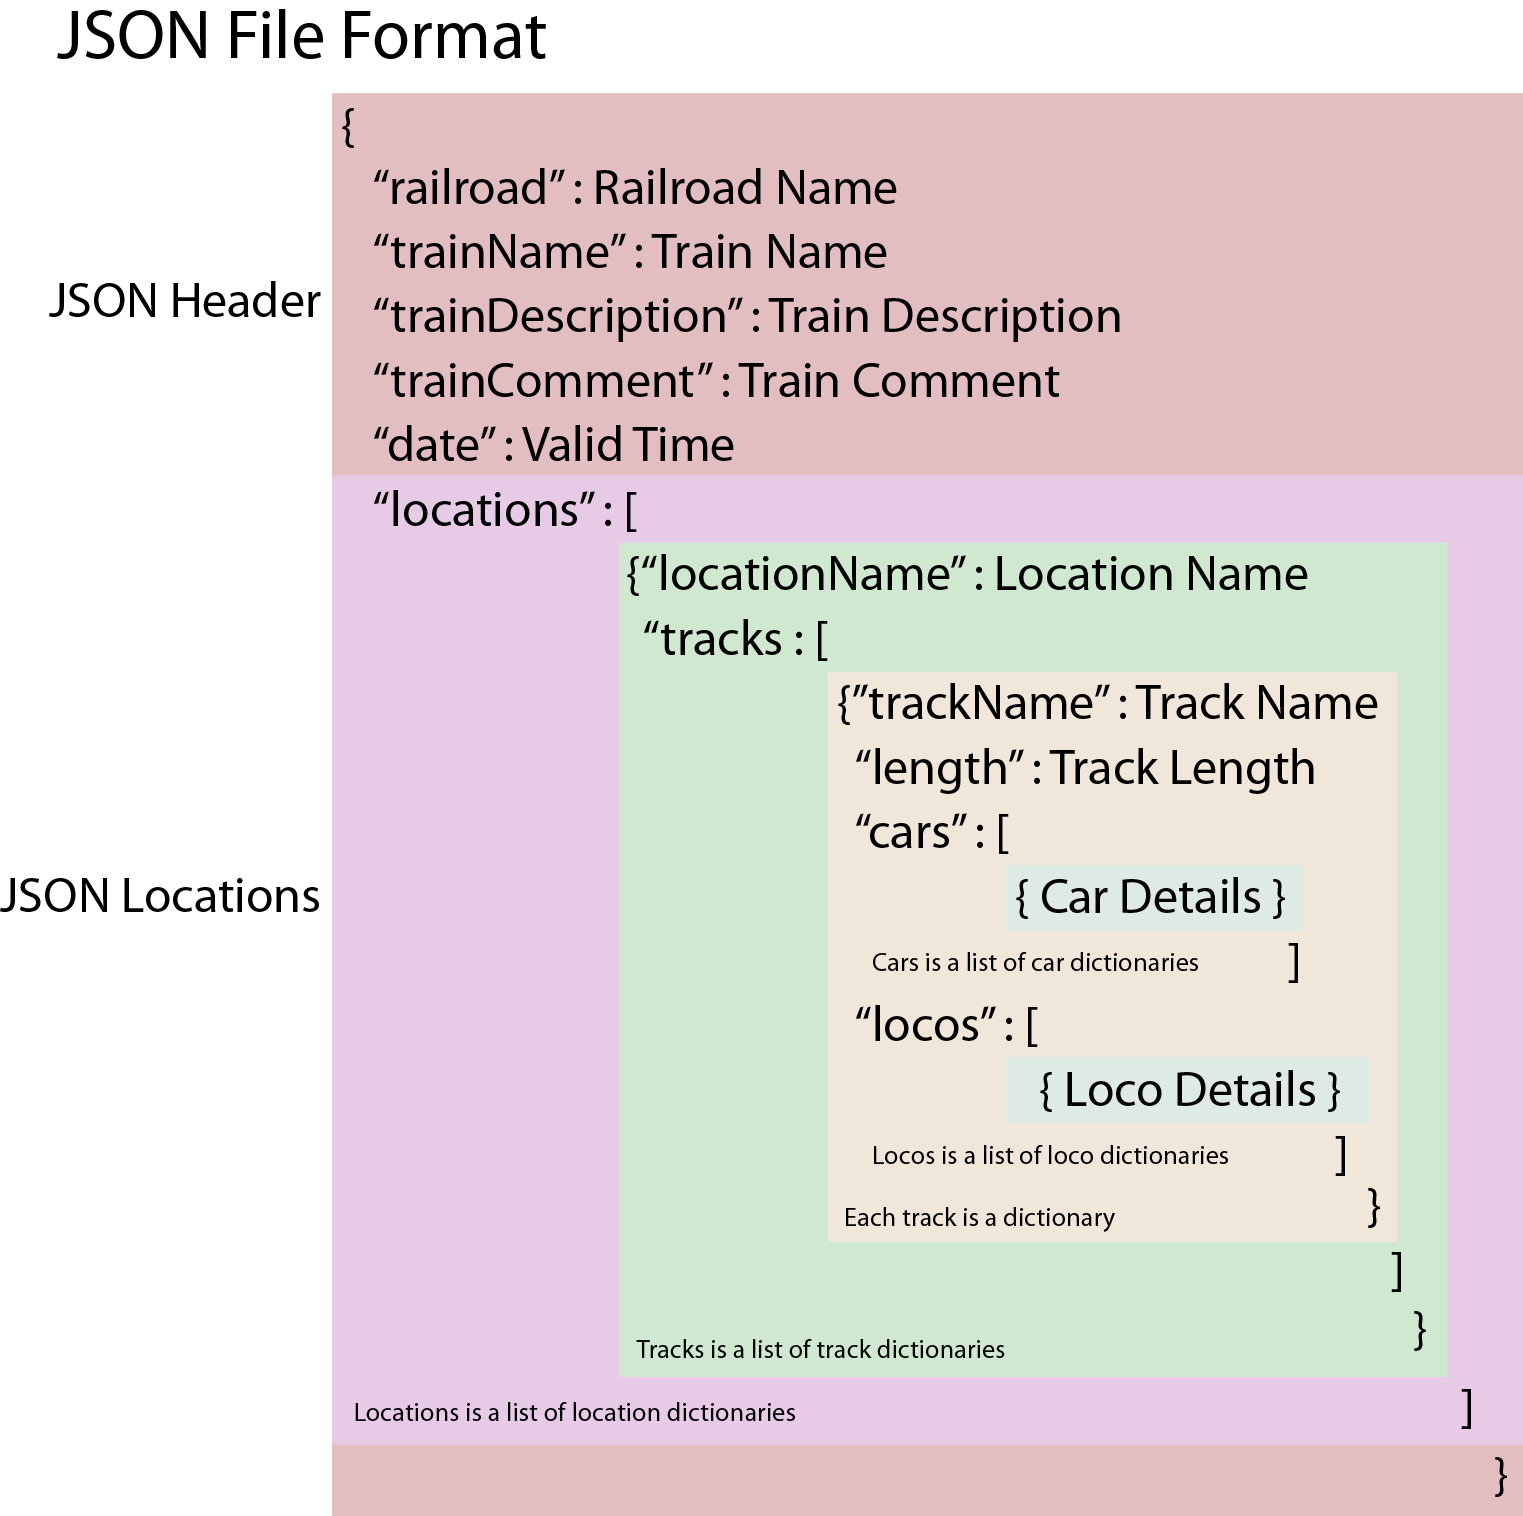 JSON File Format
{
“railroad” : Railroad Name
“trainName” : Train Name
JSON Header
“trainDescription” : Train Description
“trainComment” : Train Comment
“date” : Valid Time
“locations” : [
{“locationName” : Location Name
“tracks : [
{”trackName” : Track Name
“length” : Track Length
“cars” : [
JSON Locations
{ Car Details }
Cars is a list of car dictionaries ]
“locos” : [
{ Loco Details }
Locos is a list of loco dictionaries ]
Each track is a dictionary }
]
Tracks is a list of track dictionaries }
Locations is a list of location dictionaries ]
}